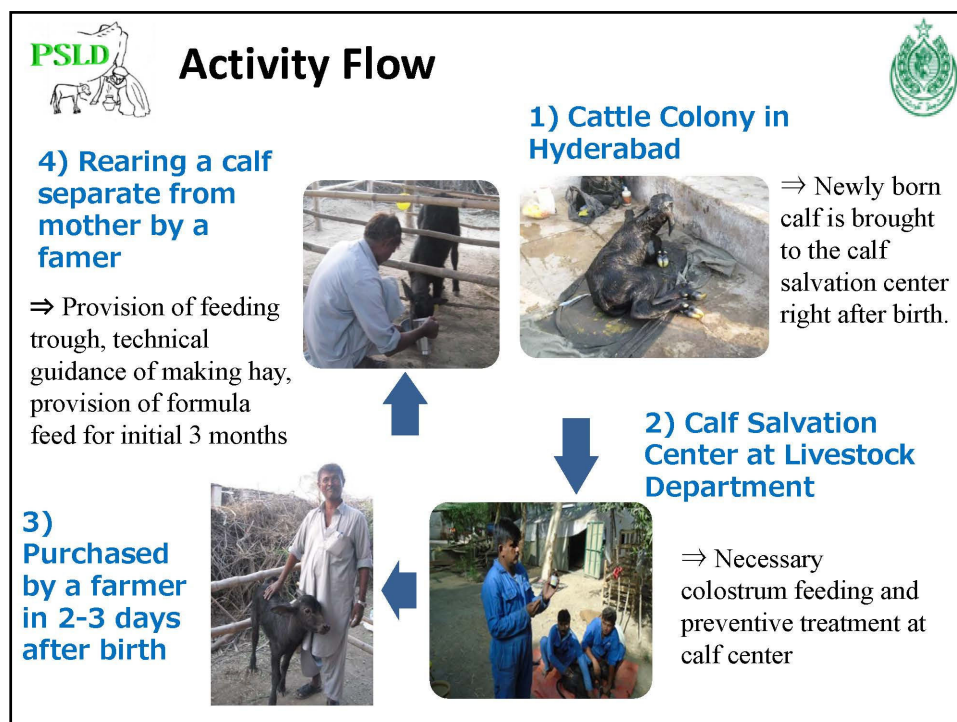 PSLD
Activity Flow
1) Cattle Colony in
Hyderabad
⇒ Newly born
calf is brought
to the calf
salvation center
right after birth.
2) Calf Salvation
Center at Livestock
Department
⇒ Necessary
colostrum feeding and
preventive treatment at
calf center
3)
Purchased
by a farmer
in 2-3 days
after birth
4) Rearing a calf
separate from
mother by a
famer
⇒ Provision of feeding
trough, technical
guidance of making hay,
provision of formula
feed for initial 3 months